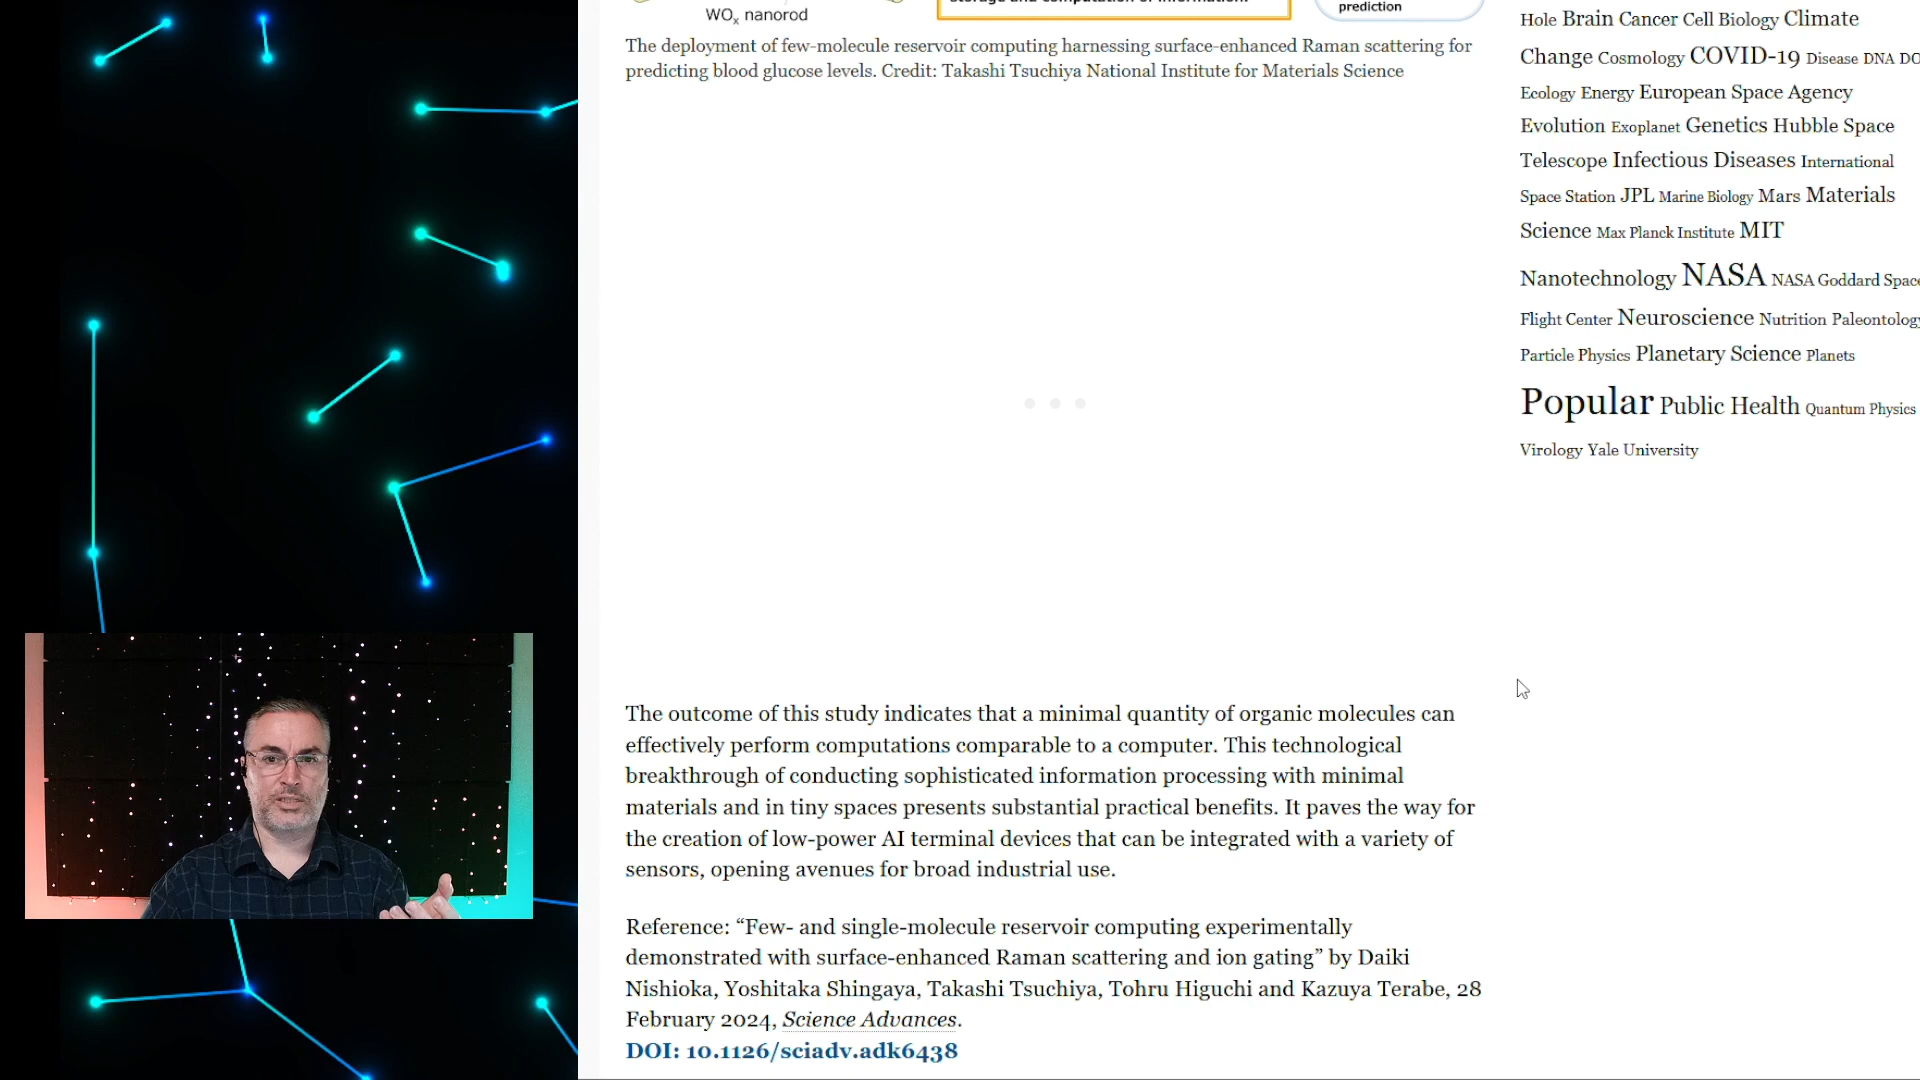 WOx nanorod
prediction
The deployment of few-molecule reservoir computing harnessing surface-enhanced Raman scattering for
predicting blood glucose levels. Credit: Takashi Tsuchiya National Institute for Materials Science
The outcome of this study indicates that a minimal quantity of organic molecules can
effectively perform computations comparable to a computer. This technological
breakthrough of conducting sophisticated information processing with minimal
materials and in tiny spaces presents substantial practical benefits. It paves the way for
the creation of low-power AI terminal devices that can be integrated with a variety of
sensors, opening avenues for broad industrial use.
Reference: “Few- and single-molecule reservoir computing experimentally
demonstrated with surface-enhanced Raman scattering and ion gating” by Daiki
Nishioka, Yoshitaka Shingaya, Takashi Tsuchiya, Tohru Higuchi and Kazuya Terabe, 28
February 2024, Science Advances.
DOI: 10.1126/sciadv.adk6438
Hole Brain Cancer Cell Biology Climate
Change Cosmology COVID-19 Disease DNA DO
Ecology Energy European Space Agency
Evolution Exoplanet Genetics Hubble Space
Telescope Infectious Diseases International
Space Station JPL Marine Biology Mars Materials
Science Max Planck Institute MIT
Nanotechnology NASA NASA Goddard Space
Flight Center Neuroscience Nutrition Paleontology
Particle Physics Planetary Science Planets
Popular Public Health Quantum Physics
Virology Yale University